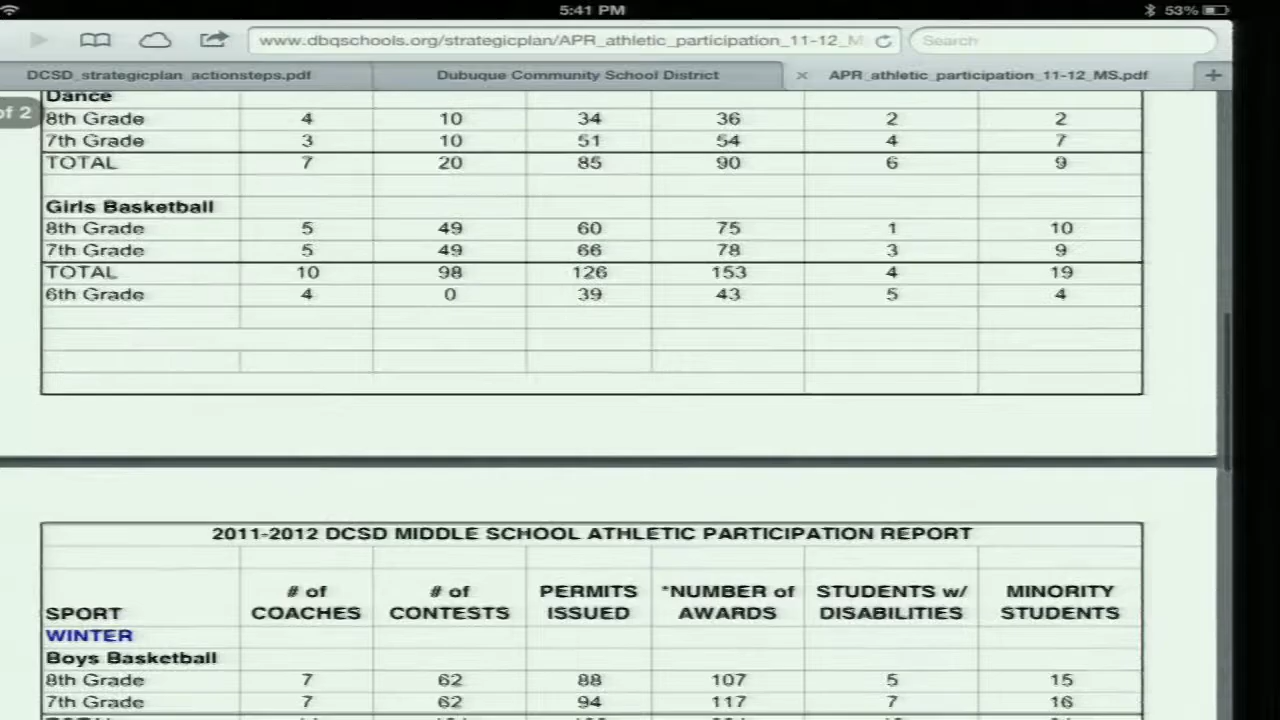 5:41 PM 53%
www.dbqschools.org/strategicplan/APR_athletic_participation_11-12_M Search
DCSD_strategicplan_actionsteps.pdf Dubuque Community School District × APR_athletic_participation_11-12_MS.pdf +
of 2
Dance
8th Grade 4 10 34 36 2 2
7th Grade 3 10 51 54 4 7
TOTAL 7 20 85 90 6 9
Girls Basketball
8th Grade 5 49 60 75 1 10
7th Grade 5 49 66 78 3 9
TOTAL 10 98 126 153 4 19
6th Grade 4 0 39 43 5 4
2011-2012 DCSD MIDDLE SCHOOL ATHLETIC PARTICIPATION REPORT
# of # of PERMITS *NUMBER of STUDENTS w/ MINORITY
SPORT COACHES CONTESTS ISSUED AWARDS DISABILITIES STUDENTS
WINTER
Boys Basketball
8th Grade 7 62 88 107 5 15
7th Grade 7 62 94 117 7 16